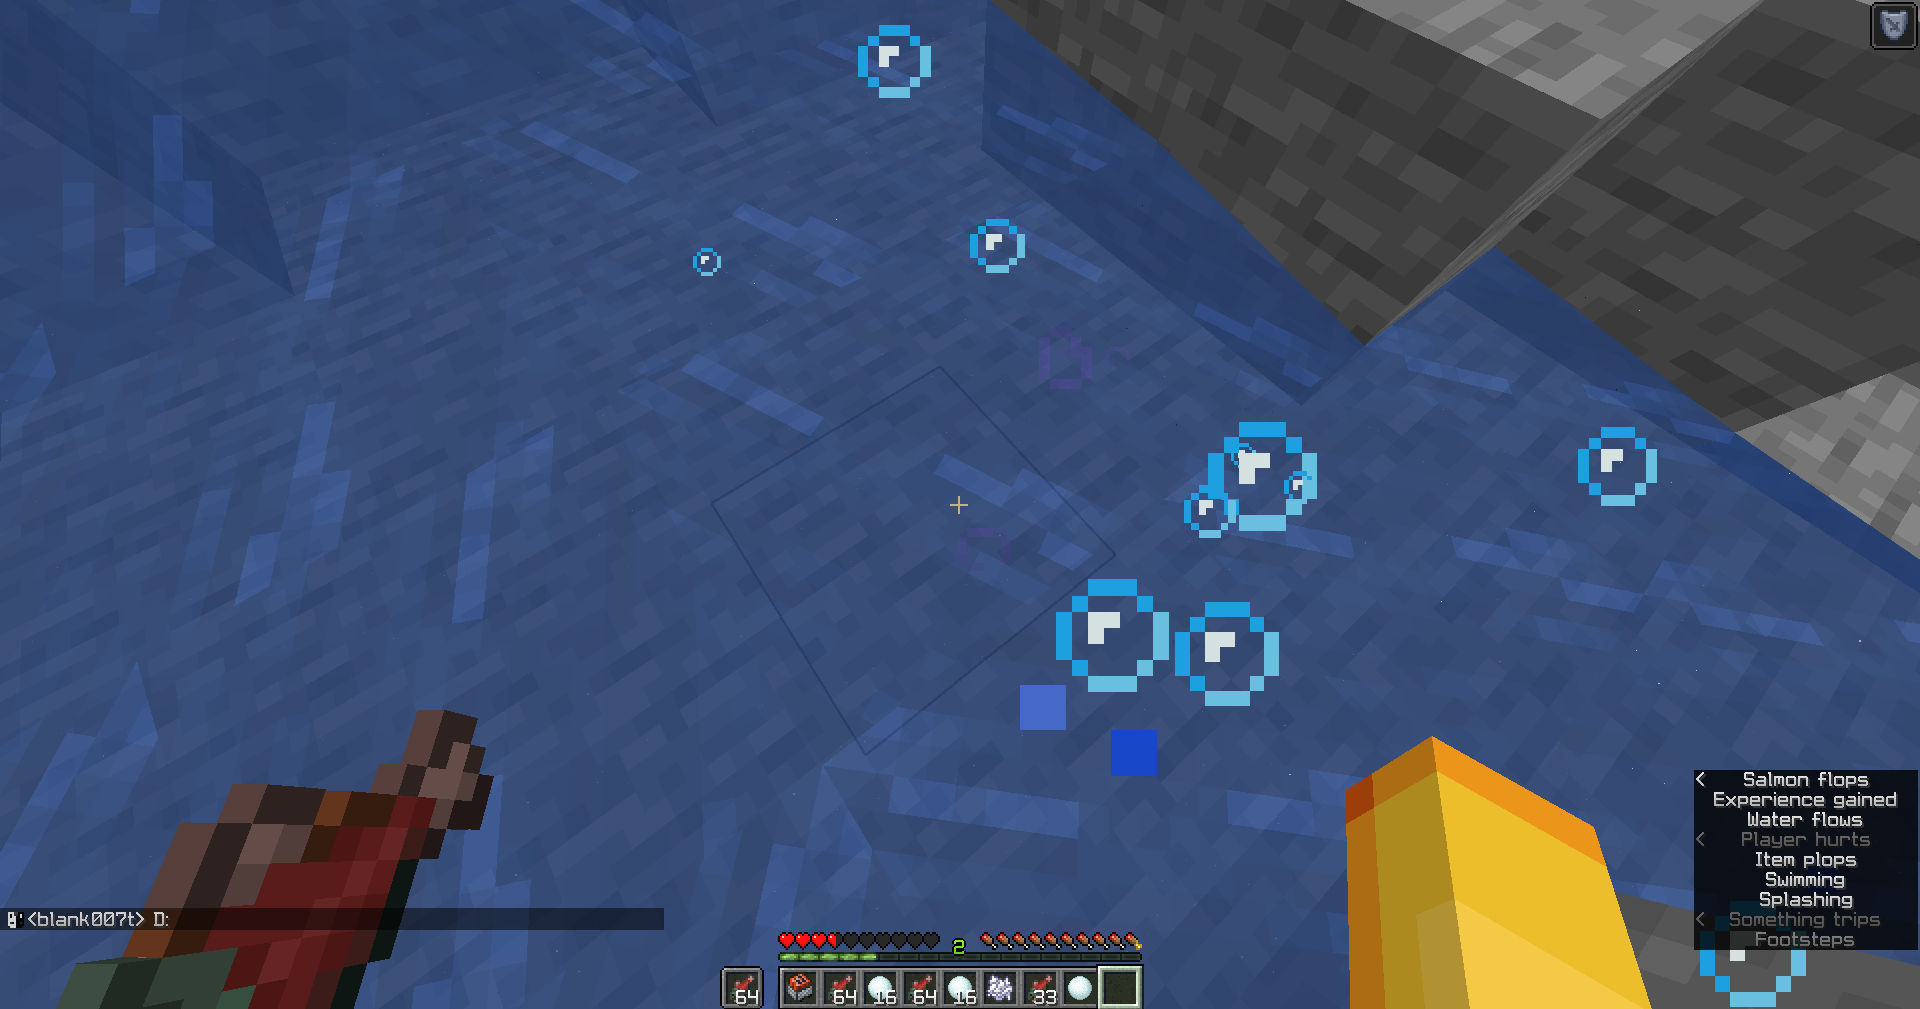 Salmon flops
Experience gained
Water flows
Player hurts
Item plops
Swimming
Splashing
Something trips
Footsteps
<blank007t> D:
2
64
64
16
64
16
33